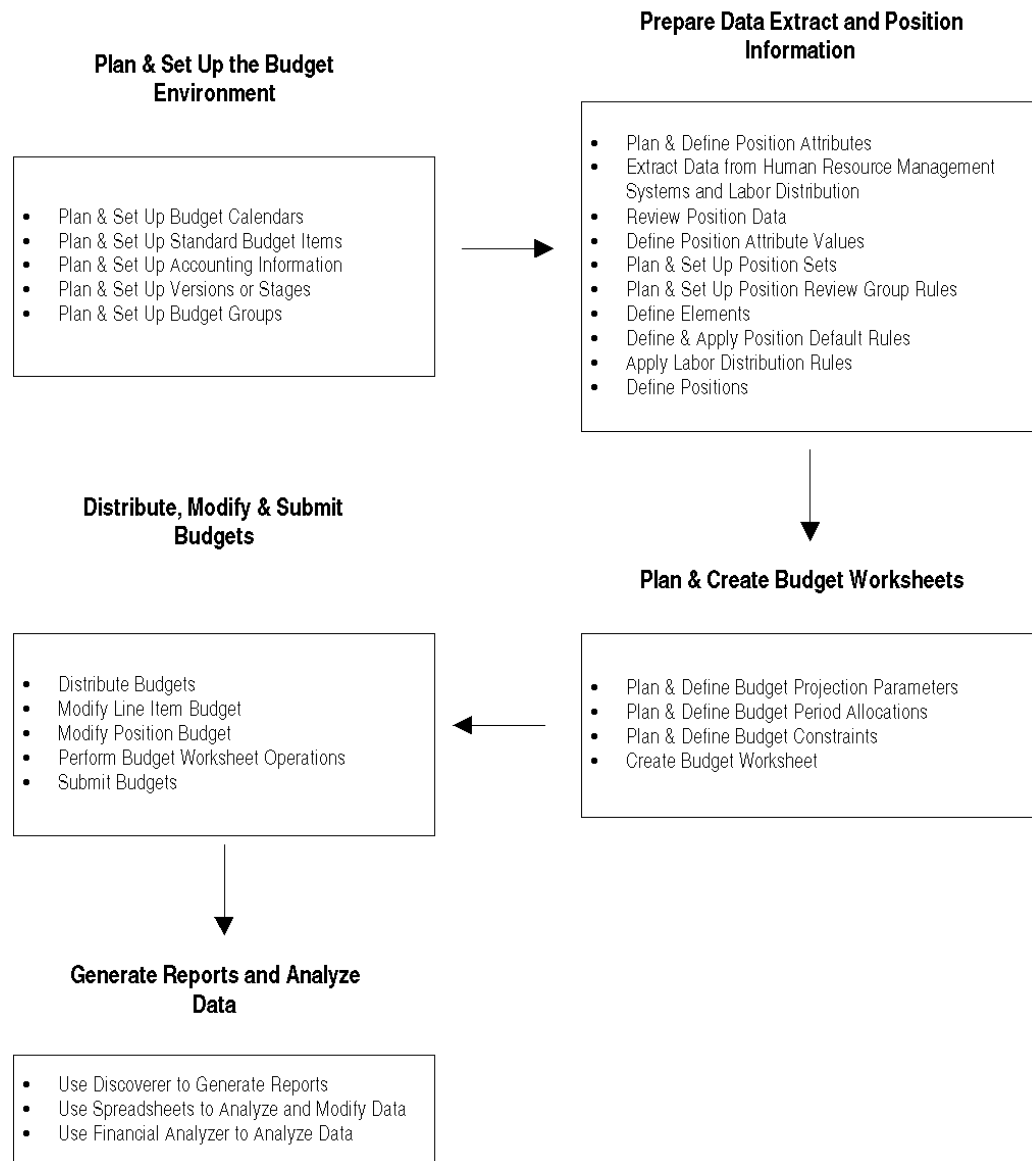 Plan & Set Up the Budget
Environment
• Plan & Set Up Budget Calendars
• Plan & Set Up Standard Budget Items
• Plan & Set Up Accounting Information
• Plan & Set Up Versions or Stages
• Plan & Set Up Budget Groups
Prepare Data Extract and Position
Information
• Plan & Define Position Attributes
• Extract Data from Human Resource Management
Systems and Labor Distribution
• Review Position Data
• Define Position Attribute Values
• Plan & Set Up Position Sets
• Plan & Set Up Position Review Group Rules
• Define Elements
• Define & Apply Position Default Rules
• Apply Labor Distribution Rules
• Define Positions
Plan & Create Budget Worksheets
• Plan & Define Budget Projection Parameters
• Plan & Define Budget Period Allocations
• Plan & Define Budget Constraints
• Create Budget Worksheet
Distribute, Modify & Submit
Budgets
• Distribute Budgets
• Modify Line Item Budget
• Modify Position Budget
• Perform Budget Worksheet Operations
• Submit Budgets
Generate Reports and Analyze
Data
• Use Discoverer to Generate Reports
• Use Spreadsheets to Analyze and Modify Data
• Use Financial Analyzer to Analyze Data